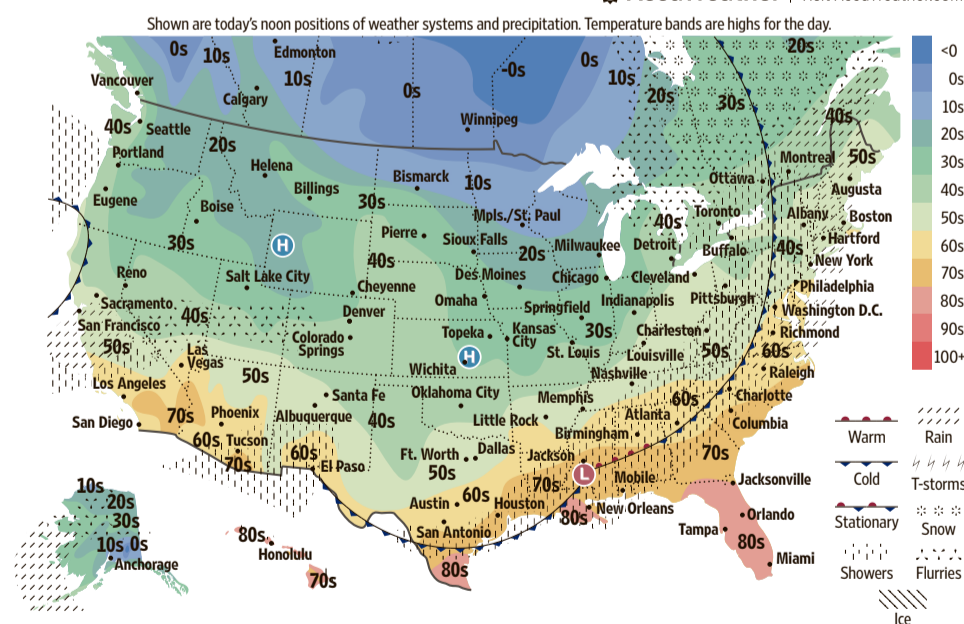 Shown are today's noon positions of weather systems and precipitation. Temperature bands are highs for the day.
0s
10s
Edmonton
10s
0s
-0s
0s
10s
20s
20s
30s
40s
50s
Vancouver
Calgary
Winnipeg
40s
Seattle
20s
Portland
Helena
Billings
30s
Bismarck
10s
Montreal
Ottawa
Augusta
Eugene
Boise
Mpls./St. Paul
40s
Toronto
Albany
Boston
30s
H
Pierre
Sioux Falls
20s
Milwaukee
Detroit
Buffalo
40s
Hartford
New York
Reno
Salt Lake City
40s
Cheyenne
Des Moines
Chicago
Cleveland
Philadelphia
Sacramento
Omaha
Springfield
Indianapolis
Pittsburgh
Washington D.C.
San Francisco
40s
Denver
Colorado
Springs
Topeka
Kansas
City
30s
St. Louis
Charleston
Louisville
Richmond
50s
Las
Vegas
50s
H
Wichita
Nashville
50s
60s
Raleigh
Los Angeles
Santa Fe
Oklahoma City
Memphis
60s
Charlotte
San Diego
70s
Phoenix
Albuquerque
40s
Little Rock
Atlanta
Columbia
60s
Tucson
70s
60s
El Paso
Ft. Worth
Dallas
50s
Birmingham
Jackson
L
70s
Mobile
70s
Jacksonville
Austin
60s
Houston
80s
New Orleans
Orlando
San Antonio
Tampa
80s
80s
Miami
10s
20s
30s
10s
0s
Anchorage
80s
Honolulu
70s
<0
0s
10s
20s
30s
40s
50s
60s
70s
80s
90s
100+
Warm
Rain
Cold
T-storms
Stationary
Snow
Showers
Flurries
Ice